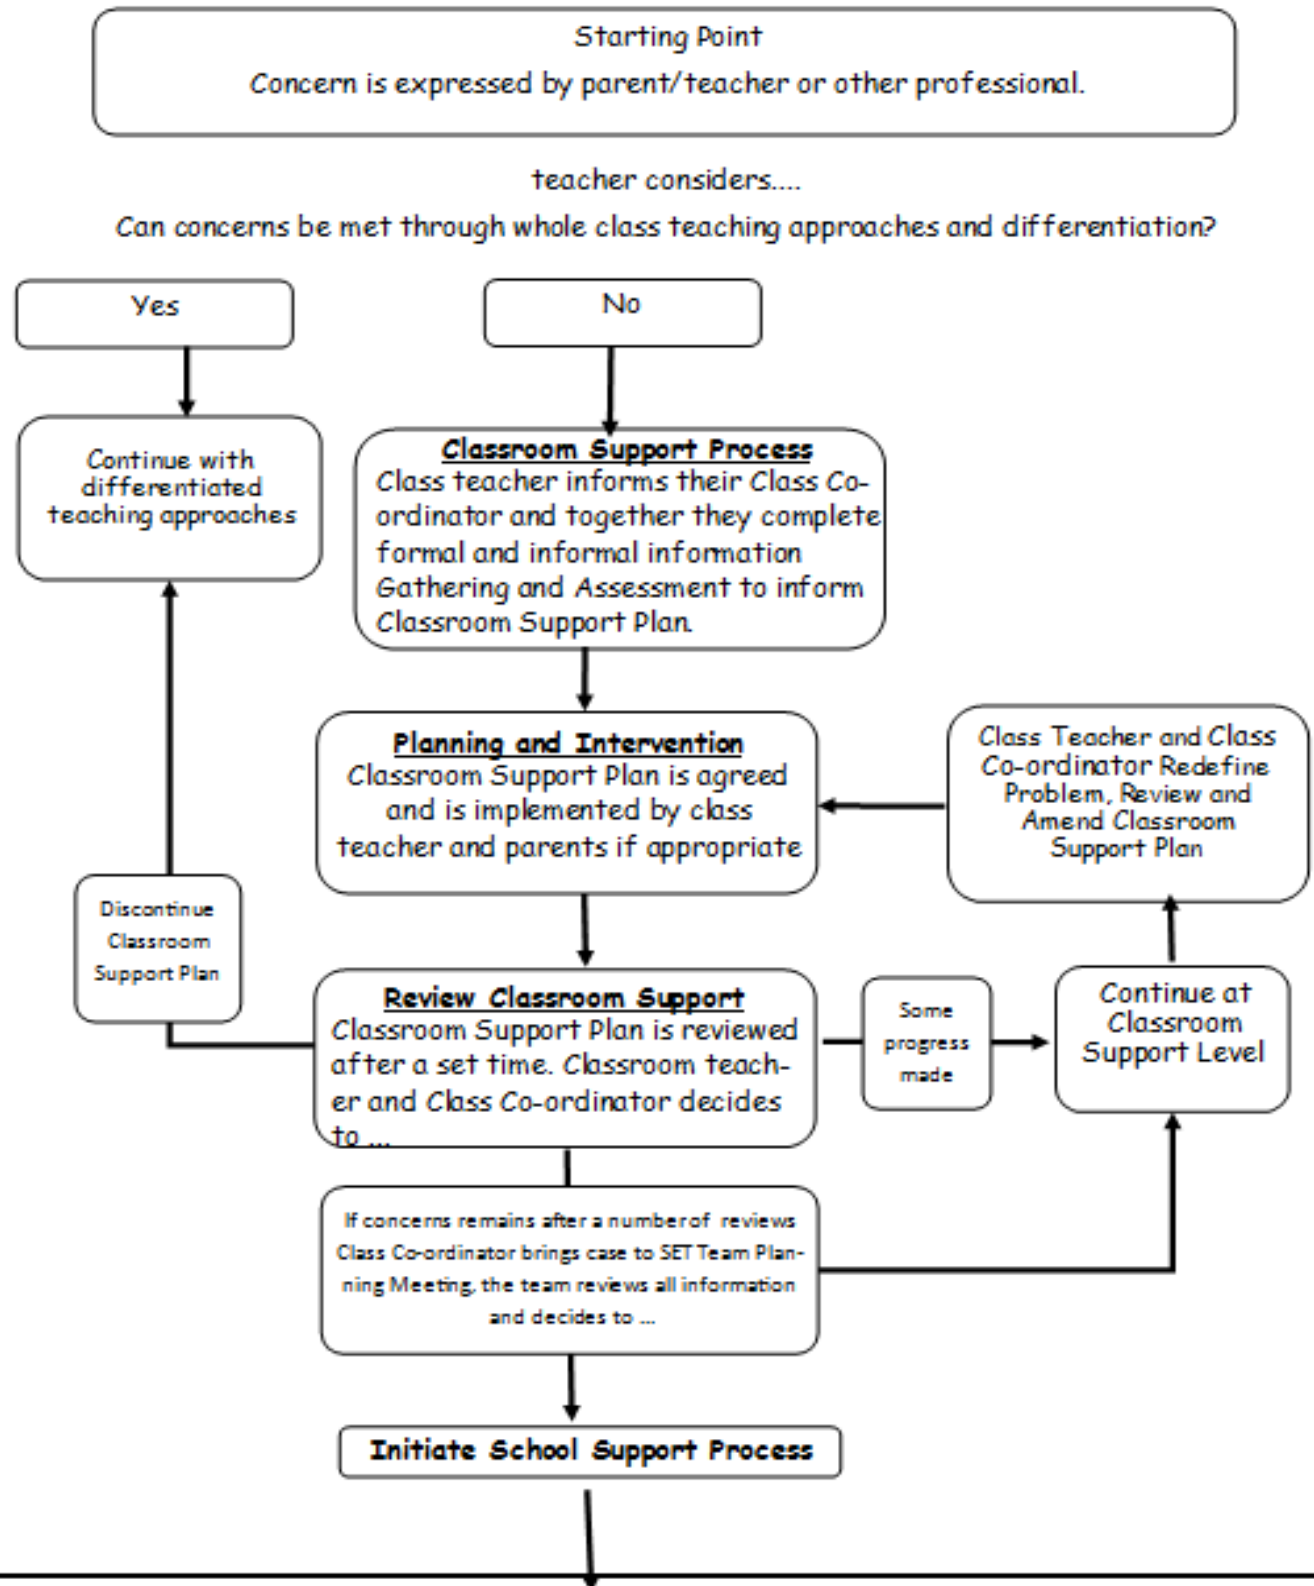 Starting Point
Concern is expressed by parent/teacher or other professional.
teacher considers....
Can concerns be met through whole class teaching approaches and differentiation?
Yes
No
Continue with
differentiated
teaching approaches
Classroom Support Process
Class teacher informs their Class Co-
ordinator and together they complete
formal and informal information
Gathering and Assessment to inform
Classroom Support Plan.
Planning and Intervention
Classroom Support Plan is agreed
and is implemented by class
teacher and parents if appropriate
Class Teacher and Class
Co-ordinator Redefine
Problem, Review and
Amend Classroom
Support Plan
Discontinue
Classroom
Support Plan
Review Classroom Support
Classroom Support Plan is reviewed
after a set time. Classroom teach-
er and Class Co-ordinator decides
to ...
Some
progress
made
Continue at
Classroom
Support Level
If concerns remains after a number of reviews
Class Co-ordinator brings case to SET Team Plan-
ning Meeting, the team reviews all information
and decides to ...
Initiate School Support Process